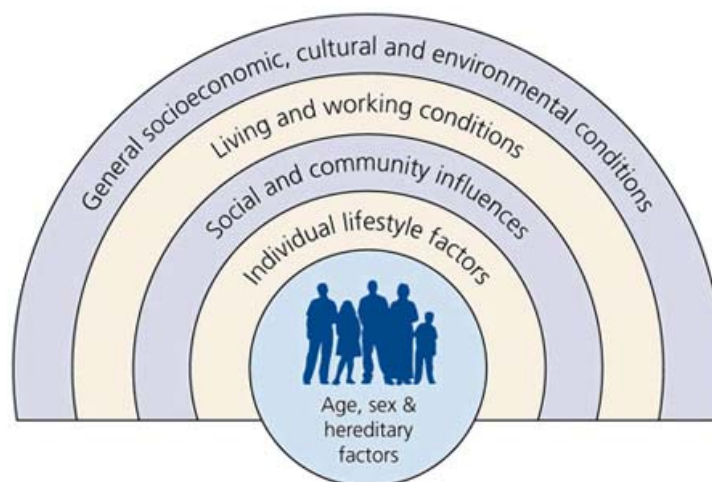 General socioeconomic, cultural and environmental conditions
Living and working conditions
Social and community influences
Individual lifestyle factors
Age, sex &
hereditary
factors